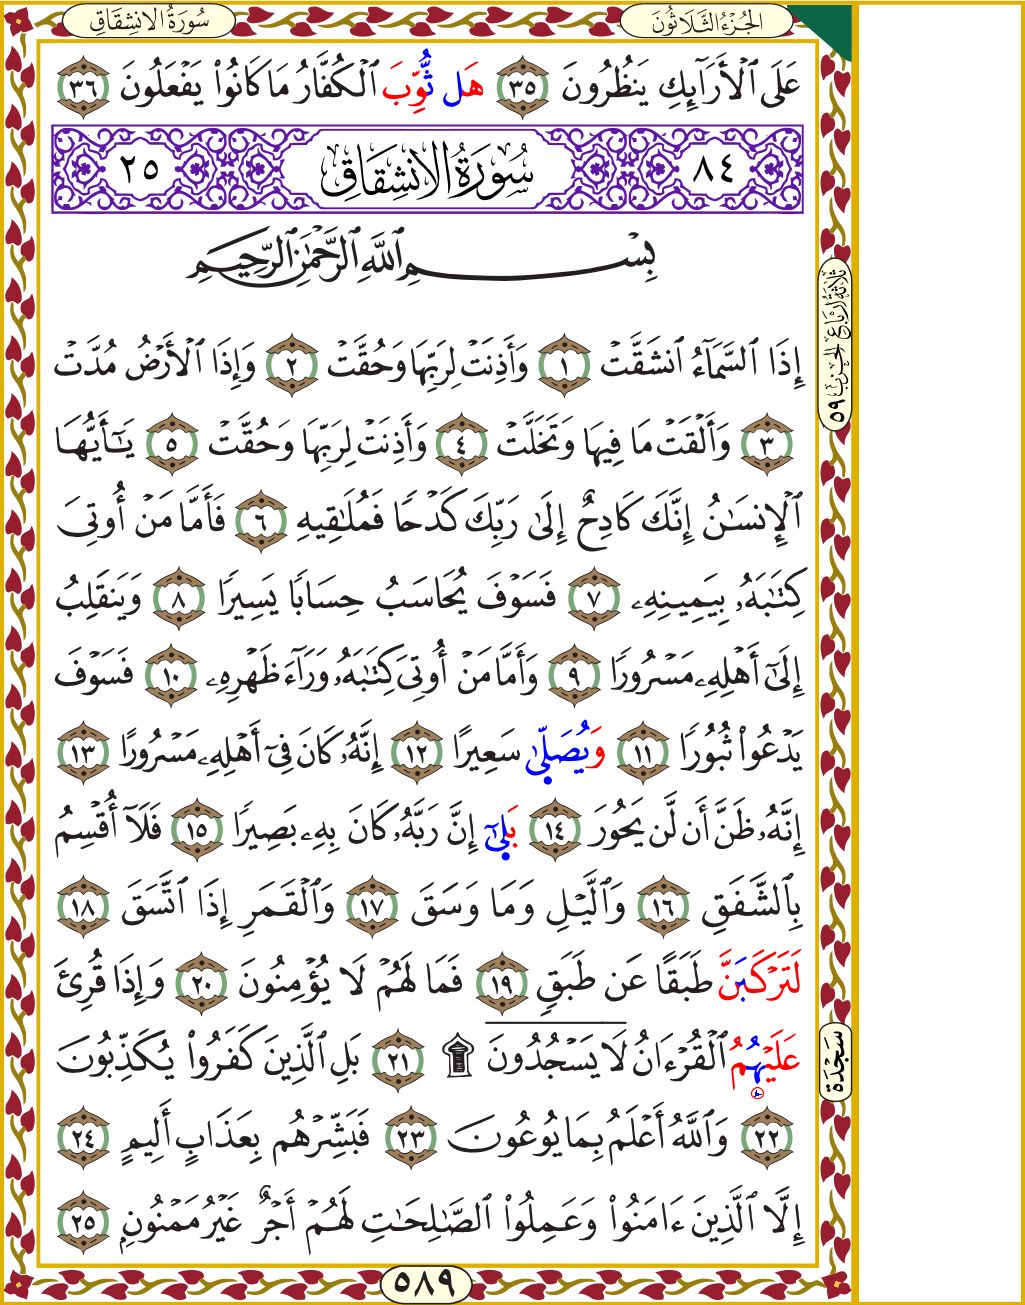 سُورَةُ الِانشِقَاقِ
الجُزْءُ الثَّلَاثُونَ
عَلَى ٱلْأَرَآئِكِ يَنظُرُونَ ٣٥ هَل ثُّوِّبَ ٱلْكُفَّارُ مَا كَانُوا۟ يَفْعَلُونَ ٣٦
٨٤ سُورَةُ الِانشِقَاقِ ٢٥
بِسْمِ ٱللَّهِ ٱلرَّحْمَٰنِ ٱلرَّحِيمِ
إِذَا ٱلسَّمَآءُ ٱنشَقَّتْ ١ وَأَذِنَتْ لِرَبِّهَا وَحُقَّتْ ٢ وَإِذَا ٱلْأَرْضُ مُدَّتْ
٣ وَأَلْقَتْ مَا فِيهَا وَتَخَلَّتْ ٤ وَأَذِنَتْ لِرَبِّهَا وَحُقَّتْ ٥ يَٰٓأَيُّهَا
ٱلْإِنسَٰنُ إِنَّكَ كَادِحٌ إِلَىٰ رَبِّكَ كَدْحًا فَمُلَٰقِيهِ ٦ فَأَمَّا مَنْ أُوتِىَ
كِتَٰبَهُۥ بِيَمِينِهِۦ ٧ فَسَوْفَ يُحَاسَبُ حِسَابًا يَسِيرًا ٨ وَيَنقَلِبُ
إِلَىٰٓ أَهْلِهِۦ مَسْرُورًا ٩ وَأَمَّا مَنْ أُوتِىَ كِتَٰبَهُۥ وَرَآءَ ظَهْرِهِۦ ١٠ فَسَوْفَ
يَدْعُوا۟ ثُبُورًا ١١ وَيُصَلَّىٰ سَعِيرًا ١٢ إِنَّهُۥ كَانَ فِىٓ أَهْلِهِۦ مَسْرُورًا ١٣
إِنَّهُۥ ظَنَّ أَن لَّن يَحُورَ ١٤ بَلَىٰٓ إِنَّ رَبَّهُۥ كَانَ بِهِۦ بَصِيرًا ١٥ فَلَآ أُقْسِمُ
بِٱلشَّفَقِ ١٦ وَٱلَّيْلِ وَمَا وَسَقَ ١٧ وَٱلْقَمَرِ إِذَا ٱتَّسَقَ ١٨
لَتَرْكَبَنَّ طَبَقًا عَن طَبَقٍ ١٩ فَمَا لَهُمْ لَا يُؤْمِنُونَ ٢٠ وَإِذَا قُرِئَ
عَلَيْهُمُ ٱلْقُرْءَانُ لَا يَسْجُدُونَ ۩ ٢١ بَلِ ٱلَّذِينَ كَفَرُوا۟ يُكَذِّبُونَ
٢٢ وَٱللَّهُ أَعْلَمُ بِمَا يُوعُونَ ٢٣ فَبَشِّرْهُم بِعَذَابٍ أَلِيمٍ ٢٤
إِلَّا ٱلَّذِينَ ءَامَنُوا۟ وَعَمِلُوا۟ ٱلصَّٰلِحَٰتِ لَهُمْ أَجْرٌ غَيْرُ مَمْنُونٍۭ ٢٥
ثلاثة أرباع الحزب ٥٩
سَجْدَة
٥٨٩